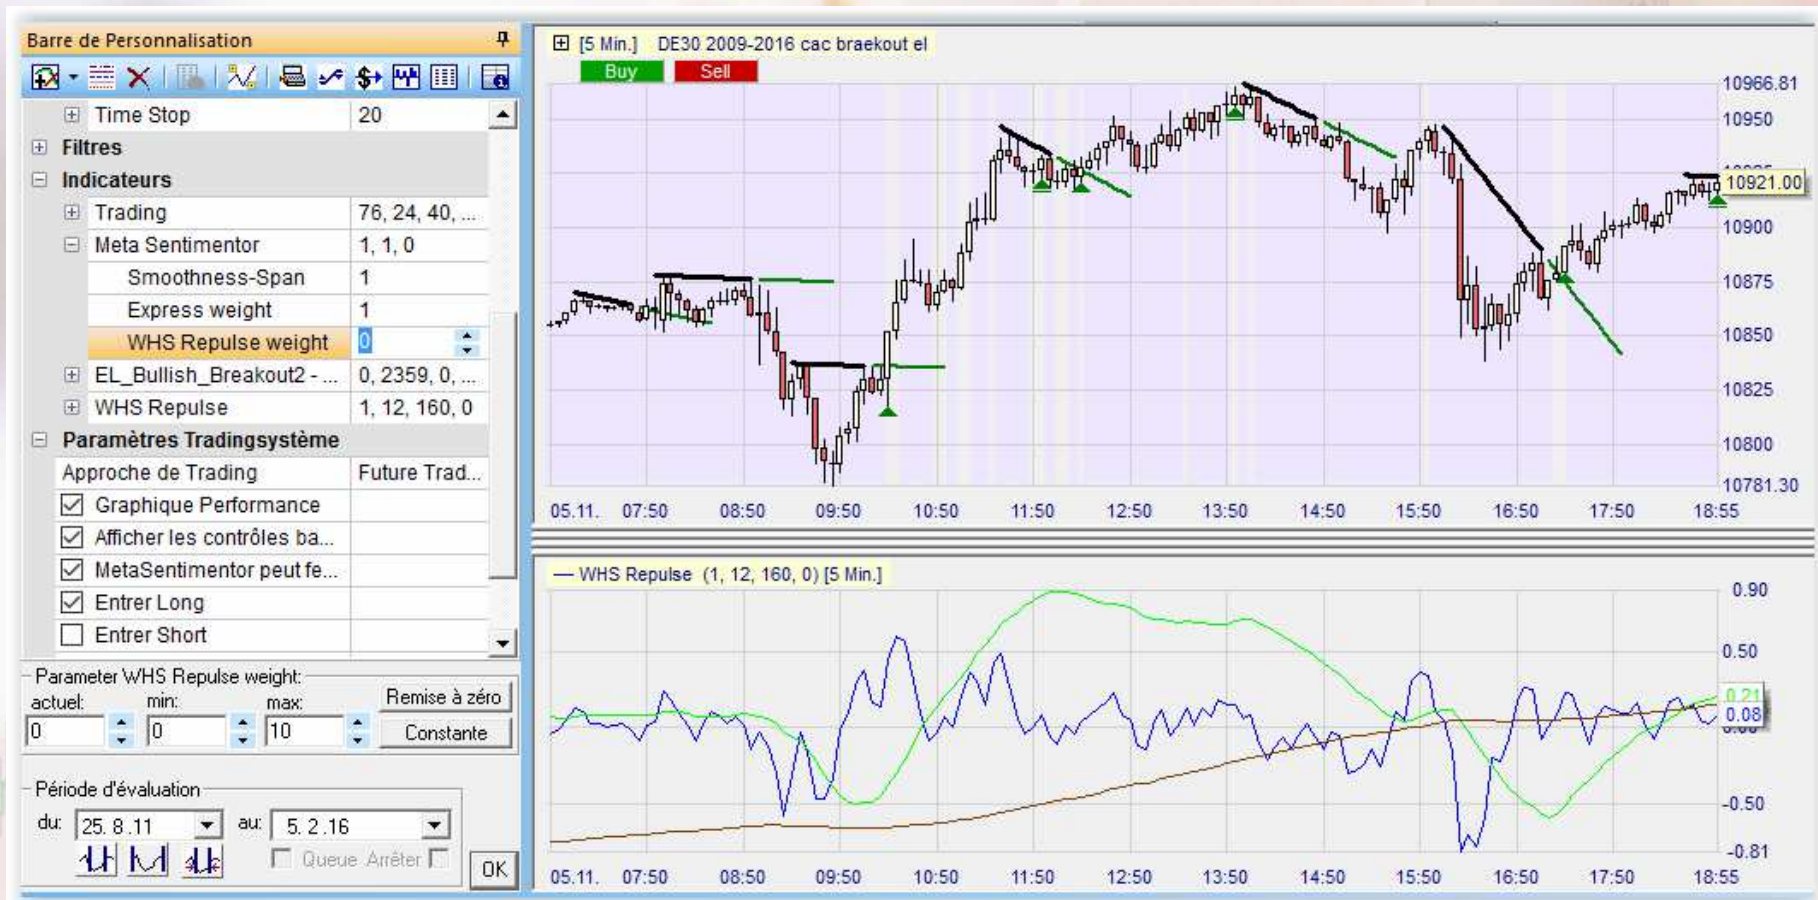 Barre de Personnalisation
Time Stop 20
Filtres
Indicateurs
Trading 76, 24, 40, ...
Meta Sentimentor 1, 1, 0
Smoothness-Span 1
Express weight 1
WHS Repulse weight 0
EL_Bullish_Breakout2 - ... 0, 2359, 0, ...
WHS Repulse 1, 12, 160, 0
Paramètres Tradingsystème
Approche de Trading Future Trad...
Graphique Performance
Afficher les contrôles ba...
MetaSentimentor peut fe...
Entrer Long
Entrer Short
Parameter WHS Repulse weight:
actuel: min: max: Remise à zéro
0 0 10 Constante
Période d'évaluation
du: 25. 8 .11 au: 5. 2 .16
Queue Arrêter
OK
[5 Min.] DE30 2009-2016 cac braekout el
Buy Sell
10966.81
10950
10921.00
10900
10875
10850
10825
10800
10781.30
05.11. 07:50 08:50 09:50 10:50 11:50 12:50 13:50 14:50 15:50 16:50 17:50 18:55
WHS Repulse (1, 12, 160, 0) [5 Min.]
0.90
0.50
0.21
0.08
-0.50
-0.81
05.11. 07:50 08:50 09:50 10:50 11:50 12:50 13:50 14:50 15:50 16:50 17:50 18:55